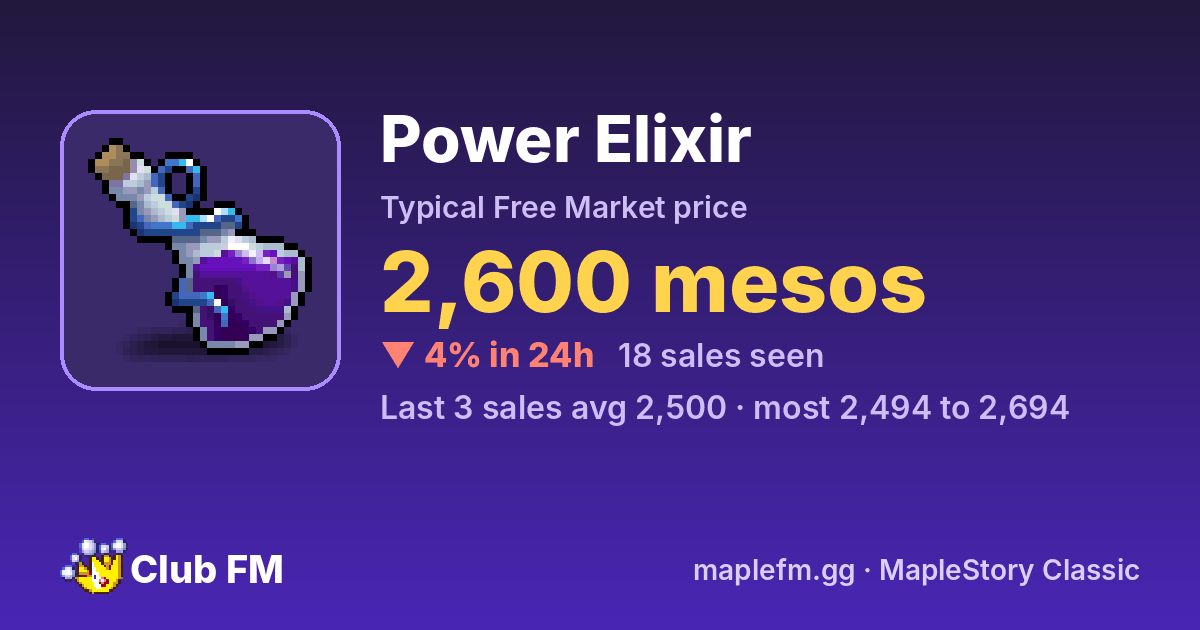 Power Elixir
Typical Free Market price
2,600 mesos
▼ 4% in 24h 18 sales seen
Last 3 sales avg 2,500 · most 2,494 to 2,694
Club FM
maplefm.gg · MapleStory Classic